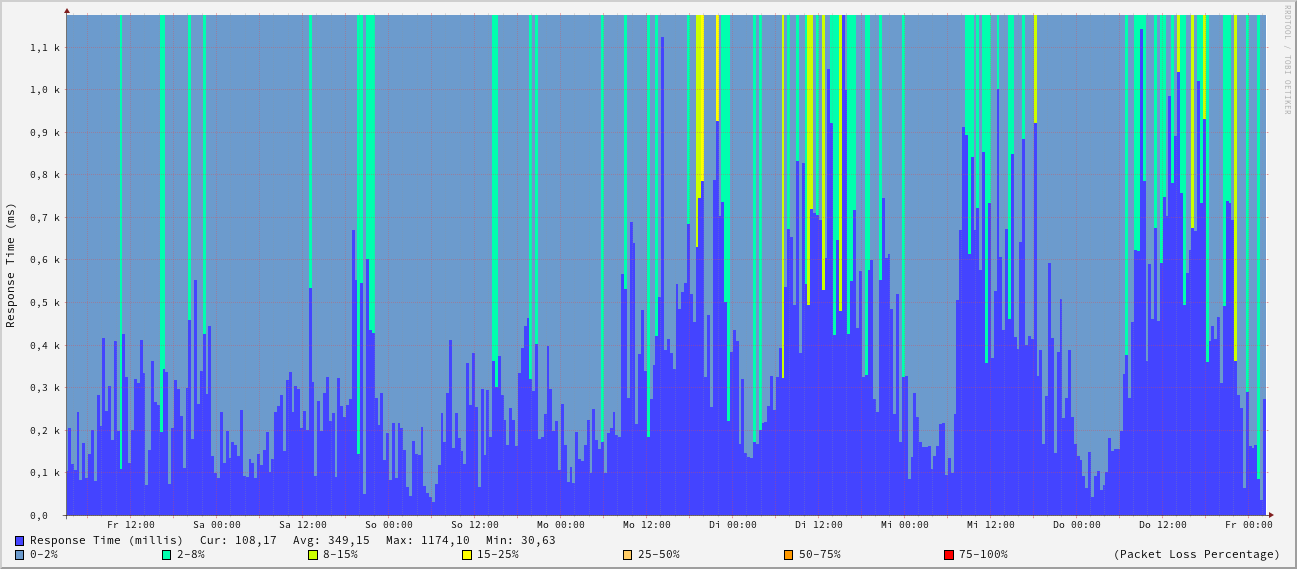 RRDTOOL / TOBI OETIKER
Response Time (ms)
1,1 k
1,0 k
0,9 k
0,8 k
0,7 k
0,6 k
0,5 k
0,4 k
0,3 k
0,2 k
0,1 k
0,0
Fr 12:00 Sa 00:00 Sa 12:00 So 00:00 So 12:00 Mo 00:00 Mo 12:00 Di 00:00 Di 12:00 Mi 00:00 Mi 12:00 Do 00:00 Do 12:00 Fr 00:00
Response Time (millis) Cur: 108,17 Avg: 349,15 Max: 1174,10 Min: 30,63
0-2% 2-8% 8-15% 15-25% 25-50% 50-75% 75-100% (Packet Loss Percentage)